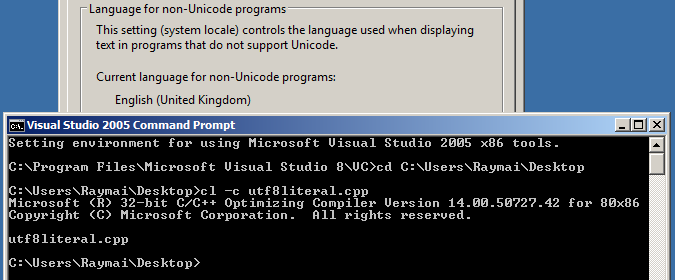 Language for non-Unicode programs
This setting (system locale) controls the language used when displaying
text in programs that do not support Unicode.
Current language for non-Unicode programs:
English (United Kingdom)
Visual Studio 2005 Command Prompt
Setting environment for using Microsoft Visual Studio 2005 x86 tools.
C:\Program Files\Microsoft Visual Studio 8\VC>cd C:\Users\Raymai\Desktop
C:\Users\Raymai\Desktop>cl -c utf8literal.cpp
Microsoft (R) 32-bit C/C++ Optimizing Compiler Version 14.00.50727.42 for 80x86
Copyright (C) Microsoft Corporation.  All rights reserved.
utf8literal.cpp
C:\Users\Raymai\Desktop>